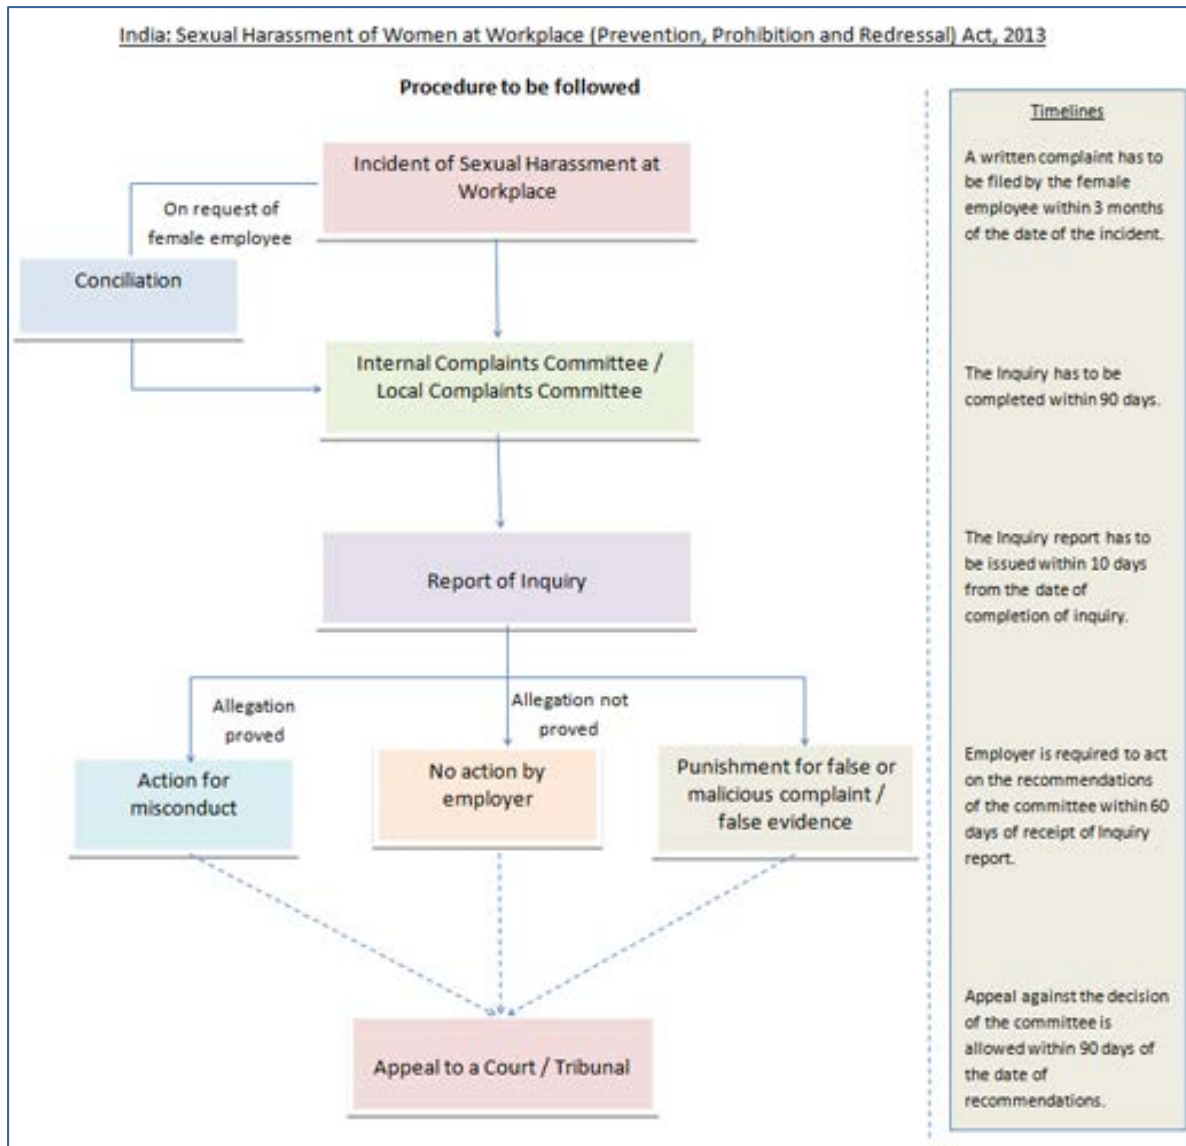 India: Sexual Harassment of Women at Workplace (Prevention, Prohibition and Redressal) Act, 2013
Procedure to be followed
Incident of Sexual Harassment at
Workplace
On request of
female employee
Conciliation
Internal Complaints Committee /
Local Complaints Committee
Report of Inquiry
Allegation
proved
Allegation not
proved
Action for
misconduct
No action by
employer
Punishment for false or
malicious complaint /
false evidence
Appeal to a Court / Tribunal
Timelines
A written complaint has to
be filed by the female
employee within 3 months
of the date of the incident.
The Inquiry has to be
completed within 90 days.
The Inquiry report has to
be issued within 10 days
from the date of
completion of inquiry.
Employer is required to act
on the recommendations
of the committee within 60
days of receipt of Inquiry
report.
Appeal against the decision
of the committee is
allowed within 90 days of
the date of
recommendations.